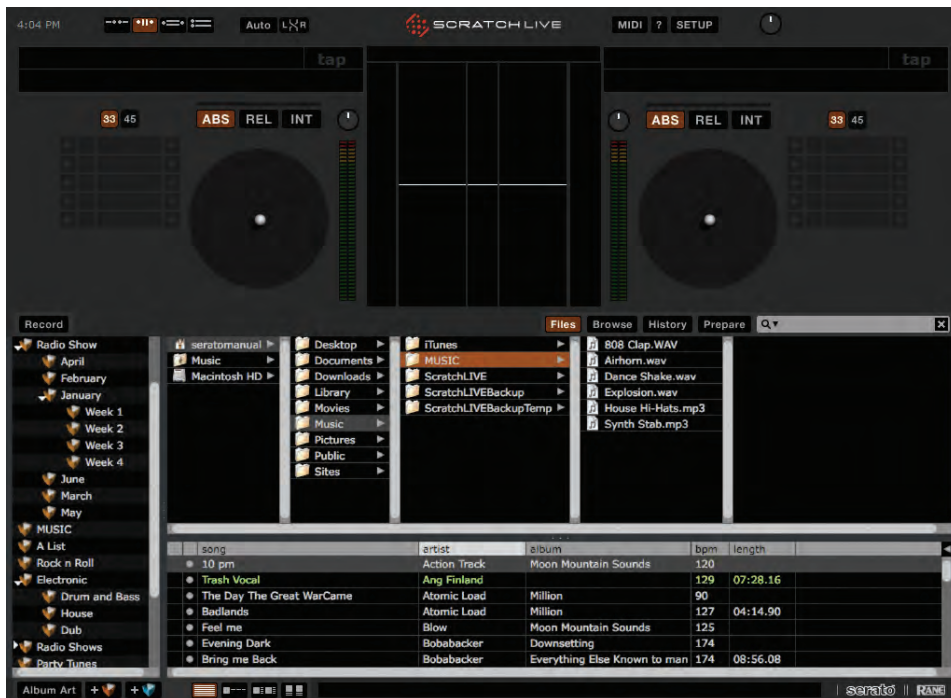 4:04 PM Auto L R SCRATCH LIVE MIDI ? SETUP
tap tap
33 45 ABS REL INT ABS REL INT 33 45
Record Files Browse History Prepare
Radio Show
April
February
January
Week 1
Week 2
Week 3
Week 4
June
March
May
MUSIC
A List
Rock n Roll
Electronic
Drum and Bass
House
Dub
Radio Shows
Party Tunes
seratomanual
Music
Macintosh HD
Desktop
Documents
Downloads
Library
Movies
Music
Pictures
Public
Sites
iTunes
MUSIC
ScratchLIVE
ScratchLIVEBackup
ScratchLIVEBackupTemp
808 Clap.WAV
Airhorn.wav
Dance Shake.wav
Explosion.wav
House Hi-Hats.mp3
Synth Stab.mp3
song artist album bpm length
10 pm Action Track Moon Mountain Sounds 120
Trash Vocal Ang Finland 129 07:28.16
The Day The Great WarCame Atomic Load Million 90
Badlands Atomic Load Million 127 04:14.90
Feel me Blow Moon Mountain Sounds 125
Evening Dark Bobabacker Downsetting 174
Bring me Back Bobabacker Everything Else Known to man 174 08:56.08
Album Art serato RANE